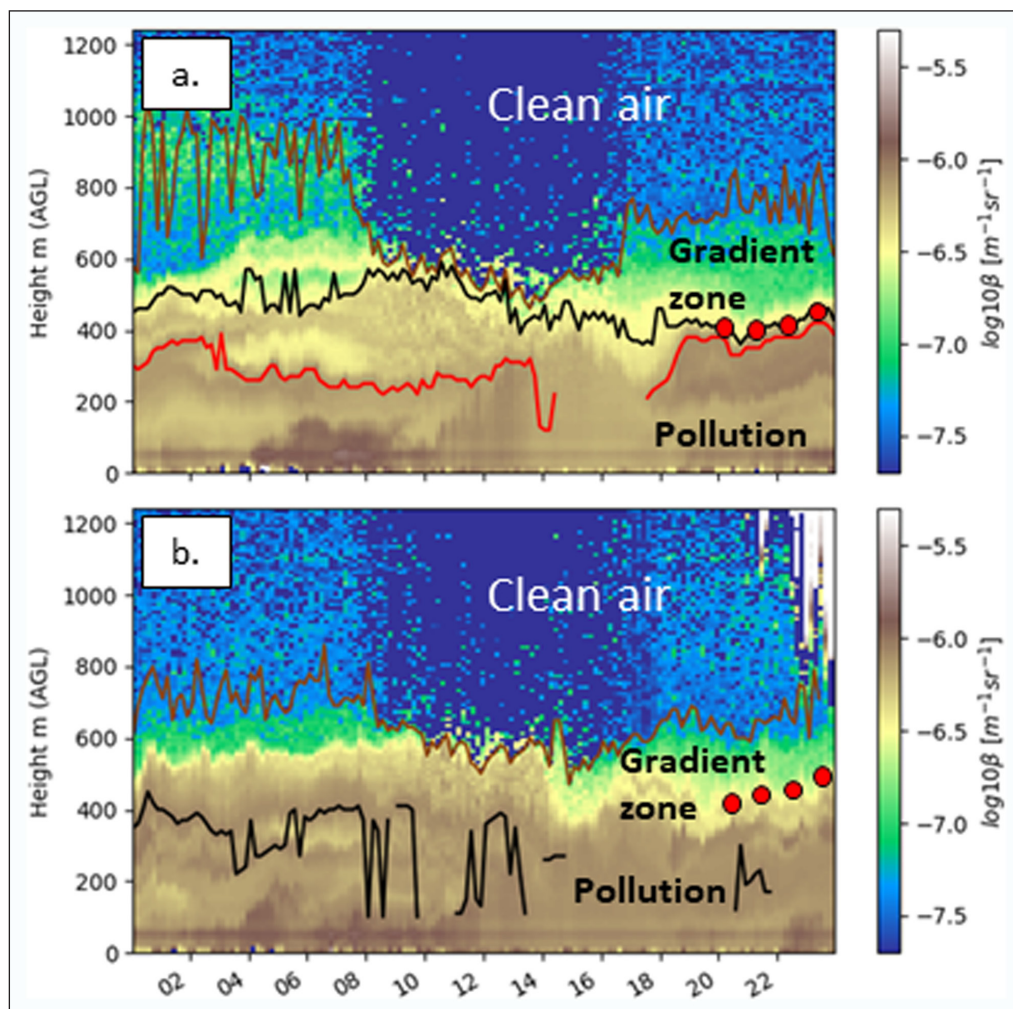 a.
Clean air
Gradient
zone
Pollution
Height m (AGL)
1200
1000
800
600
400
200
0
−5.5
−6.0
−6.5
−7.0
−7.5
log10β [m−1sr−1]
b.
Clean air
Gradient
zone
Pollution
Height m (AGL)
1200
1000
800
600
400
200
0
02 04 06 08 10 12 14 16 18 20 22
−5.5
−6.0
−6.5
−7.0
−7.5
log10β [m−1sr−1]